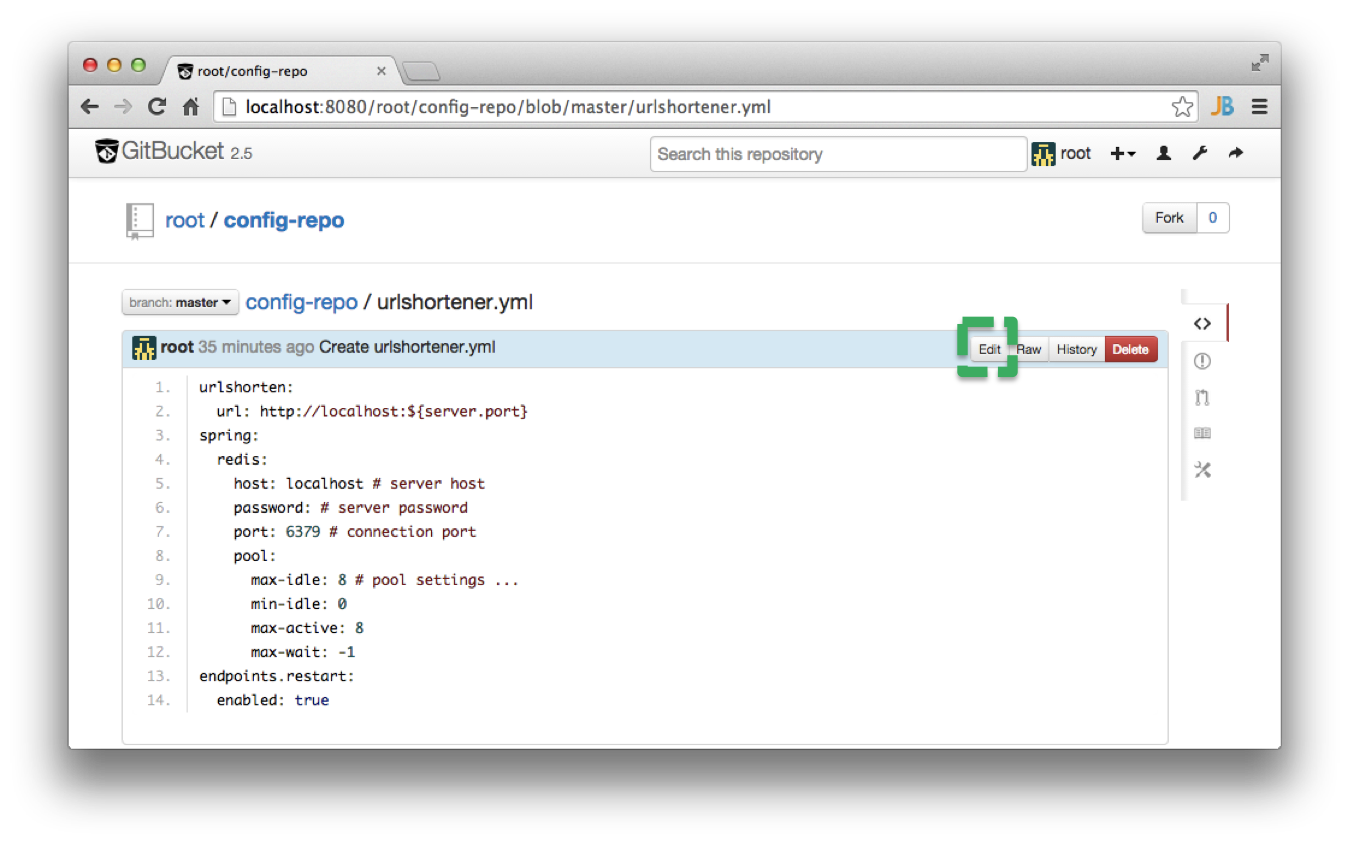 root/config-repo
localhost:8080/root/config-repo/blob/master/urlshortener.yml
JB
GitBucket 2.5
Search this repository
root
root / config-repo
Fork 0
branch: master config-repo / urlshortener.yml
root 35 minutes ago Create urlshortener.yml
Edit Raw History Delete
1. urlshorten:
2.   url: http://localhost:${server.port}
3. spring:
4.   redis:
5.     host: localhost # server host
6.     password: # server password
7.     port: 6379 # connection port
8.     pool:
9.       max-idle: 8 # pool settings ...
10.       min-idle: 0
11.       max-active: 8
12.       max-wait: -1
13. endpoints.restart:
14.   enabled: true